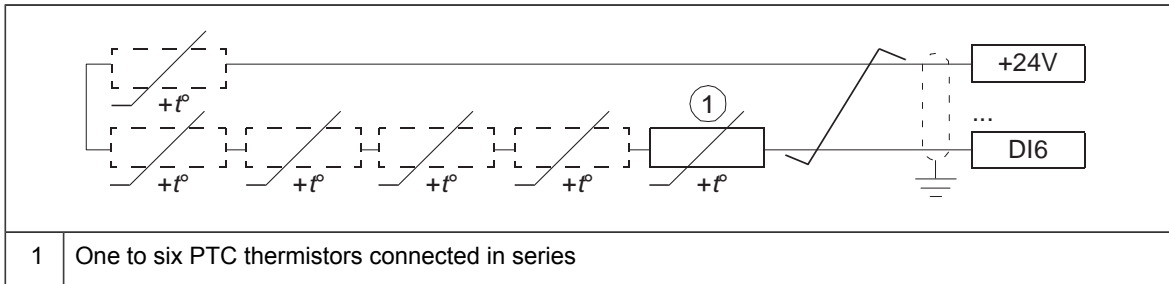 +24V
+t°
1
...
DI6
+t° +t° +t° +t° +t°
1 One to six PTC thermistors connected in series